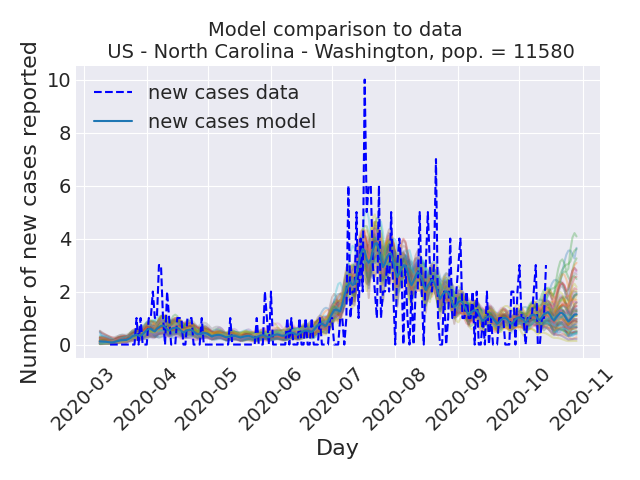 Model comparison to data
US - North Carolina - Washington, pop. = 11580
Number of new cases reported
10
8
6
4
2
0
new cases data
new cases model
2020-03
2020-04
2020-05
2020-06
2020-07
2020-08
2020-09
2020-10
2020-11
Day